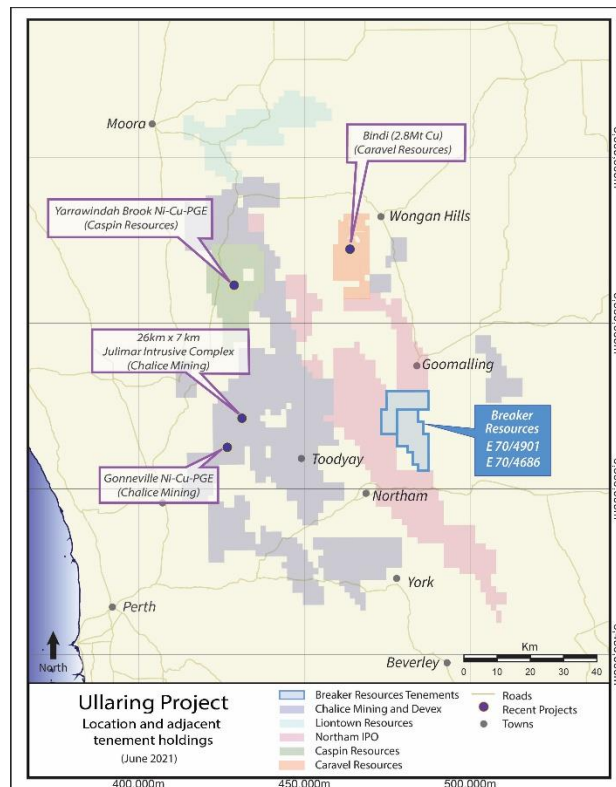 Moora
Bindi (2.8Mt Cu)
(Caravel Resources)
Yarrawindah Brook Ni-Cu-PGE
(Caspin Resources)
Wongan Hills
26km x 7 km
Julimar Intrusive Complex
(Chalice Mining)
Goomalling
Breaker
Resources
E 70/4901
E 70/4686
Toodyay
Gonneville Ni-Cu-PGE
(Chalice Mining)
Northam
York
Perth
Beverley
North
Km
0 10 20 30 40
Ullaring Project
Location and adjacent
tenement holdings
(June 2021)
Breaker Resources Tenements
Chalice Mining and Devex
Liontown Resources
Northam IPO
Caspin Resources
Caravel Resources
Roads
Recent Projects
Towns
400,000m
450,000m
500,000m